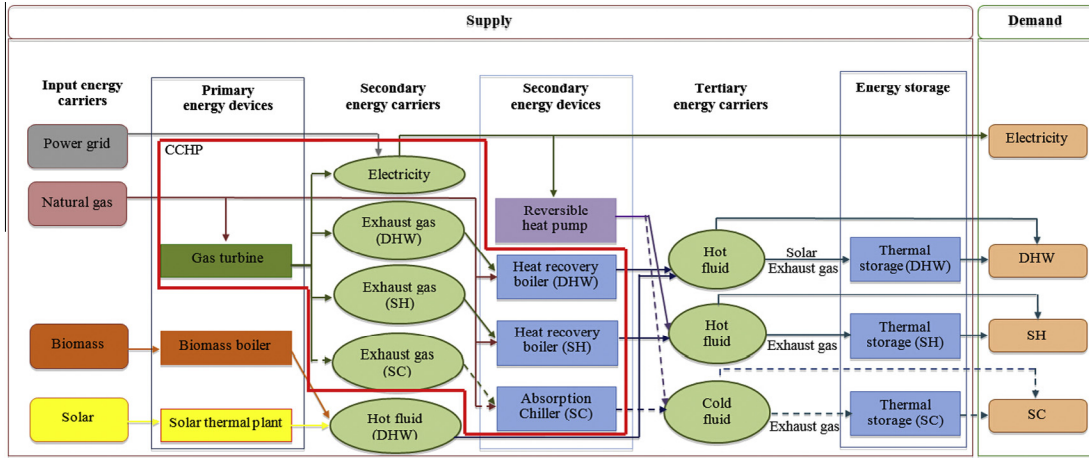 Supply
Demand
Input energy
carriers
Primary
energy devices
Secondary
energy carriers
Secondary
energy devices
Tertiary
energy carriers
Energy storage
Power grid
CCHP
Electricity
Electricity
Natural gas
Exhaust gas
(DHW)
Reversible
heat pump
Gas turbine
Heat recovery
boiler (DHW)
Hot
fluid
Solar
Exhaust gas
Thermal
storage (DHW)
DHW
Exhaust gas
(SH)
Biomass
Biomass boiler
Heat recovery
boiler (SH)
Hot
fluid
Exhaust gas
Thermal
storage (SH)
SH
Exhaust gas
(SC)
Solar
Solar thermal plant
Hot fluid
(DHW)
Absorption
Chiller (SC)
Cold
fluid
Exhaust gas
Thermal
storage (SC)
SC